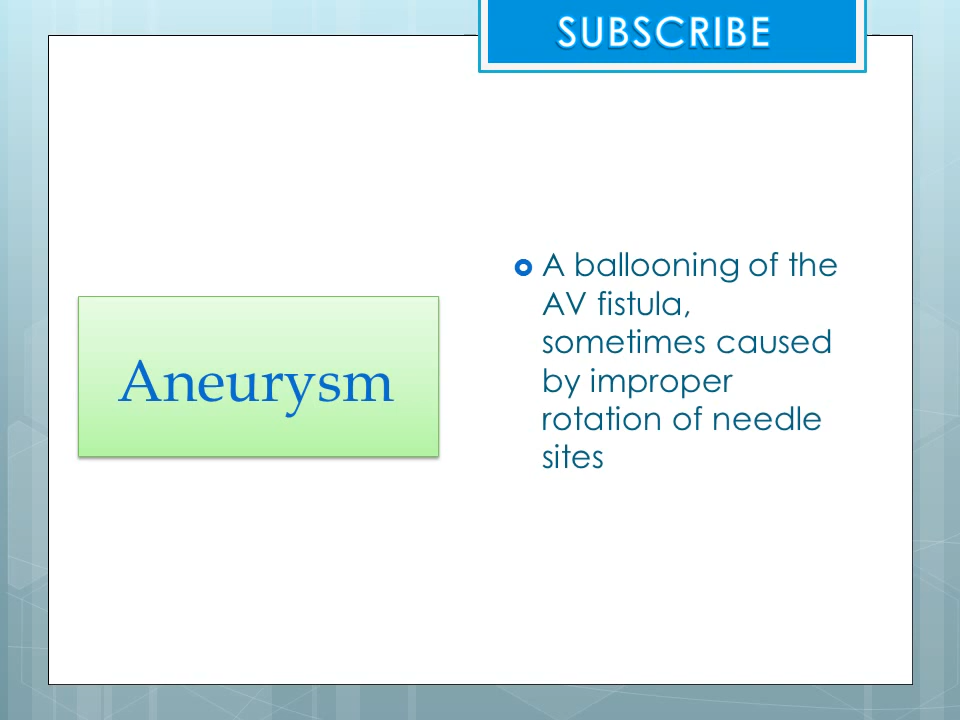 SUBSCRIBE
Aneurysm
A ballooning of the
AV fistula,
sometimes caused
by improper
rotation of needle
sites